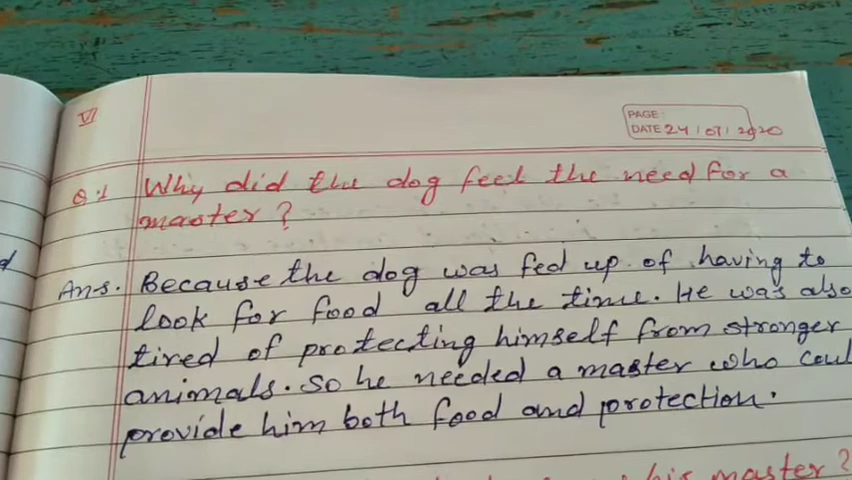 VI
PAGE:
DATE 24/07/2020
Q.1 Why did the dog feel the need for a
master?
Ans. Because the dog was fed up of having to
look for food all the time. He was also
tired of protecting himself from stronger
animals. So he needed a master who coul
provide him both food and protection.
his master?